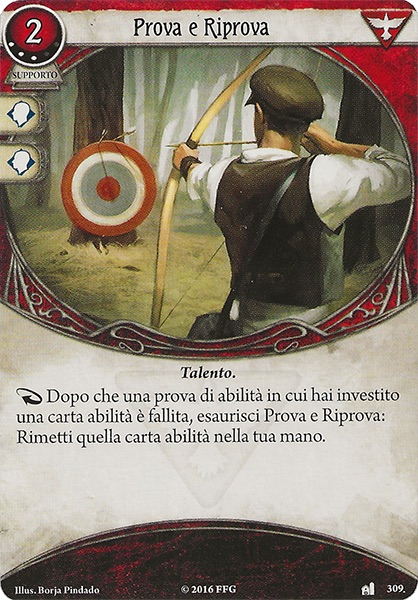 Prova e Riprova
2
SUPPORTO
Talento.
Dopo che una prova di abilità in cui hai investito
una carta abilità è fallita, esaurisci Prova e Riprova:
Rimetti quella carta abilità nella tua mano.
Illus. Borja Pindado
© 2016 FFG
309